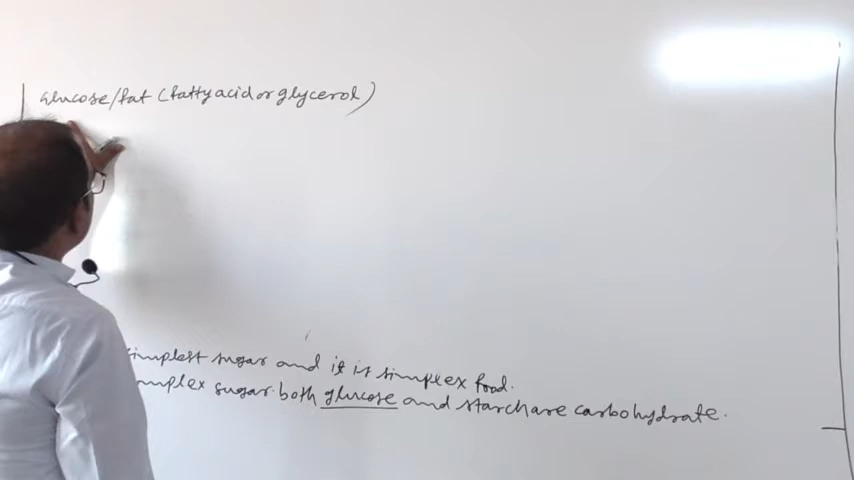 Glucose/fat (fatty acid or glycerol)
simplest sugar and it is simplex food.
omplex sugar. both glucose and starch are carbohydrate.